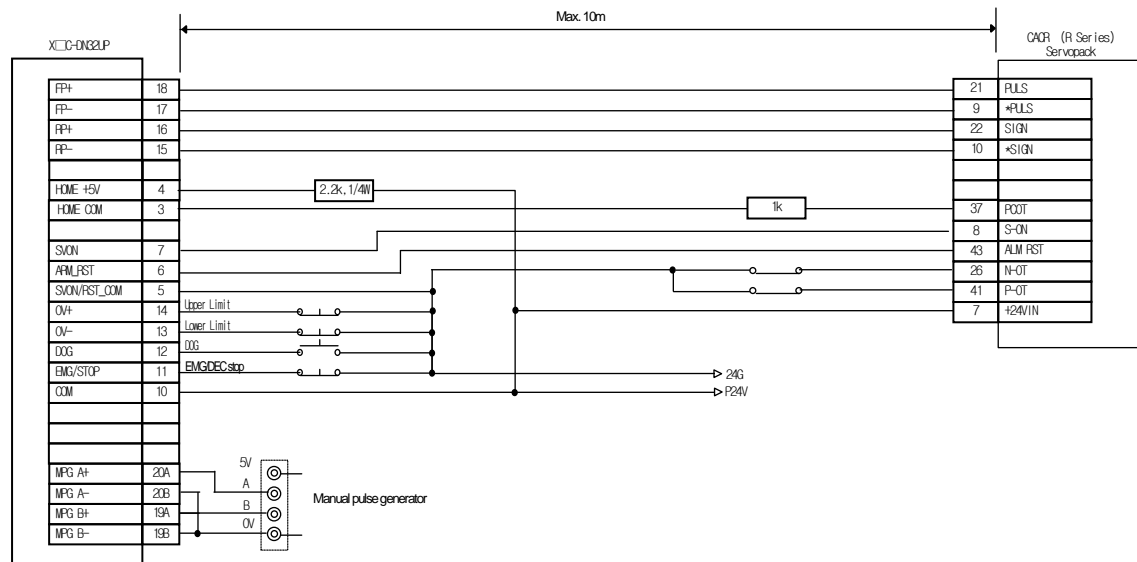 Max. 10m
X□C-DN32UP
CACR (R Series)
Servopack
FP+ 18
FP- 17
RP+ 16
RP- 15
HOME +5V 4
HOME COM 3
SVON 7
ARM_RST 6
SVON/RST_COM 5
OV+ 14
OV- 13
DOG 12
EMG/STOP 11
COM 10
MPG A+ 20A
MPG A- 20B
MPG B+ 19A
MPG B- 19B
2.2k,1/4W
1k
Upper Limit
Lower Limit
DOG
EMG/DEC stop
24G
P24V
5V
A
B
0V
Manual pulse generator
21 PULS
9 *PULS
22 SIGN
10 *SIGN
37 PCOT
8 S-ON
43 ALM RST
26 N-OT
41 P-OT
7 +24VIN